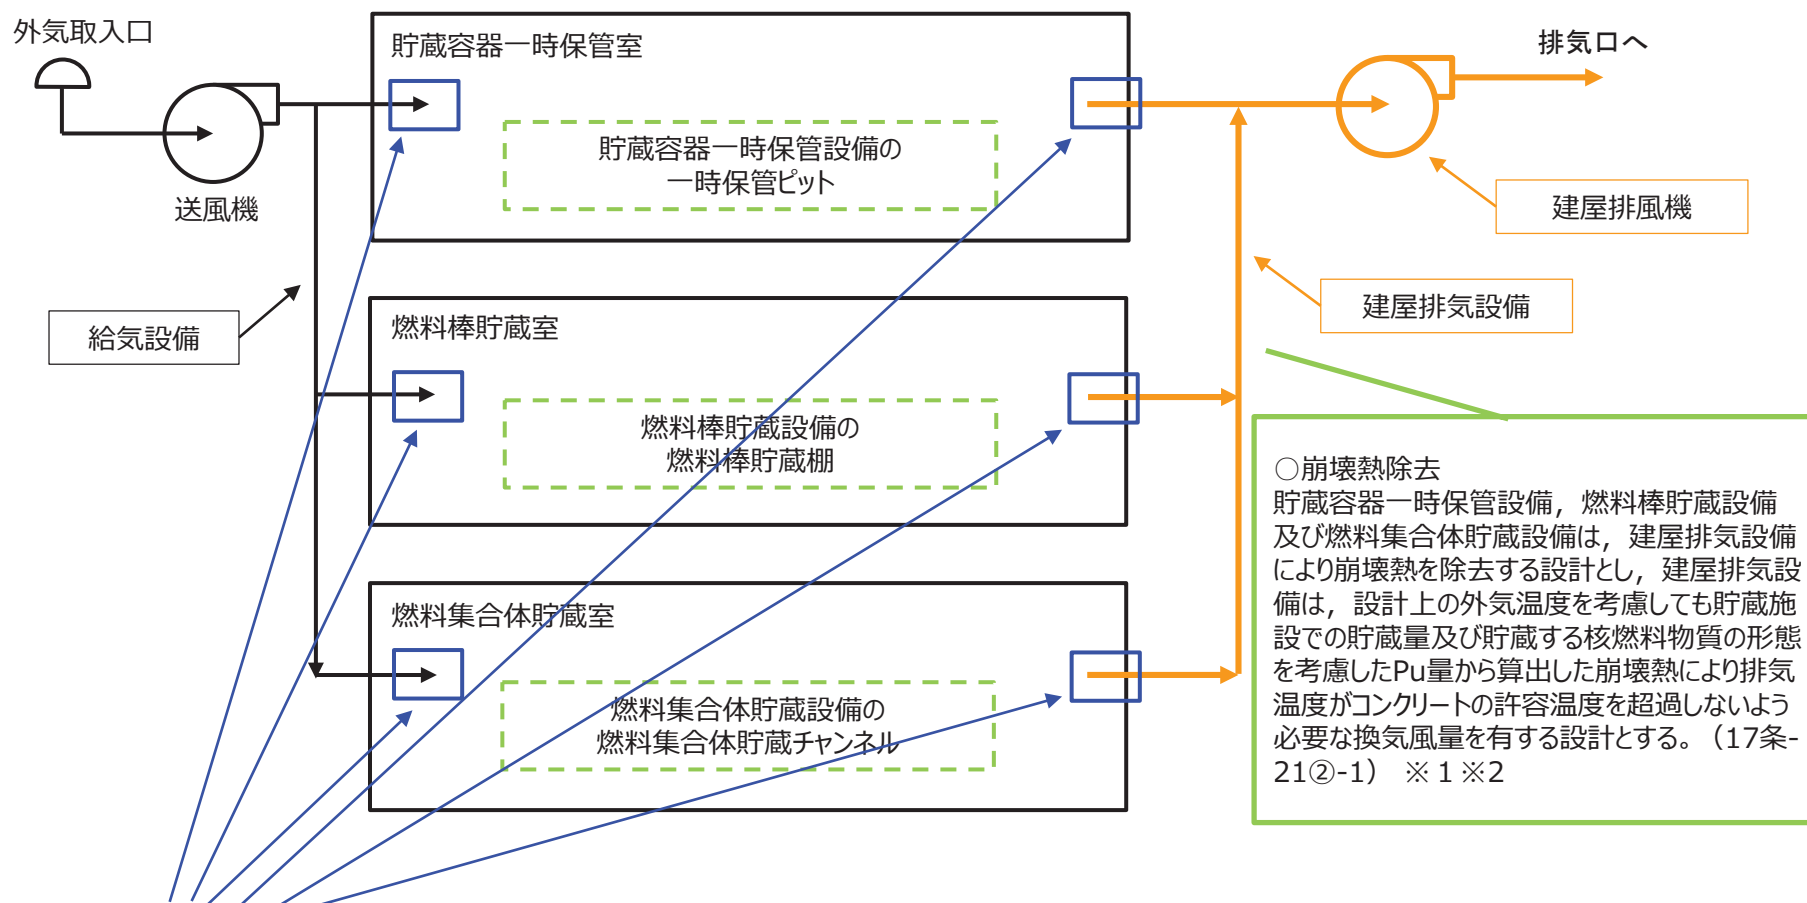 外気取入口
送風機
給気設備
貯蔵容器一時保管室
貯蔵容器一時保管設備の
一時保管ピット
燃料棒貯蔵室
燃料棒貯蔵設備の
燃料棒貯蔵棚
燃料集合体貯蔵室
燃料集合体貯蔵設備の
燃料集合体貯蔵チャンネル
排気口へ
建屋排風機
建屋排気設備
○崩壊熱除去
貯蔵容器一時保管設備，燃料棒貯蔵設備
及び燃料集合体貯蔵設備は，建屋排気設備
により崩壊熱を除去する設計とし，建屋排気設
備は，設計上の外気温度を考慮しても貯蔵施
設での貯蔵量及び貯蔵する核燃料物質の形態
を考慮したPu量から算出した崩壊熱により排気
温度がコンクリートの許容温度を超過しないよう
必要な換気風量を有する設計とする。（17条-
21②-1） ※１※2